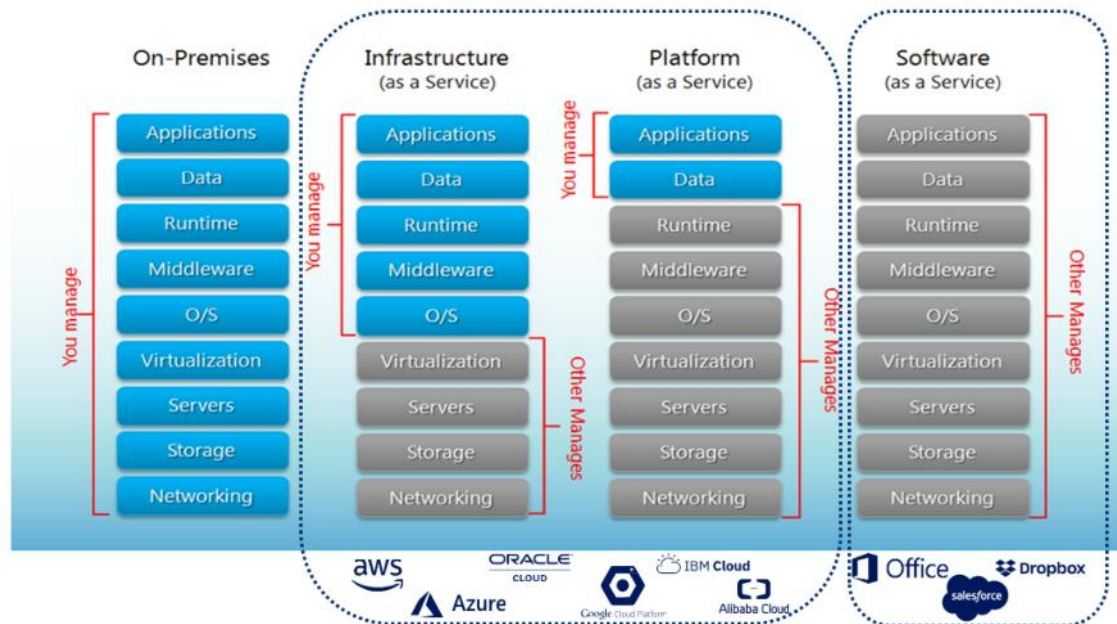 On-Premises
Applications
Data
Runtime
Middleware
O/S
Virtualization
Servers
Storage
Networking
You manage
Infrastructure
(as a Service)
Applications
Data
Runtime
Middleware
O/S
Virtualization
Servers
Storage
Networking
You manage
Other Manages
Platform
(as a Service)
Applications
Data
Runtime
Middleware
O/S
Virtualization
Servers
Storage
Networking
You manage
Other Manages
Software
(as a Service)
Applications
Data
Runtime
Middleware
O/S
Virtualization
Servers
Storage
Networking
Other Manages
aws
Azure
ORACLE
CLOUD
Google Cloud Platform
IBM Cloud
Alibaba Cloud
Office
Dropbox
salesforce